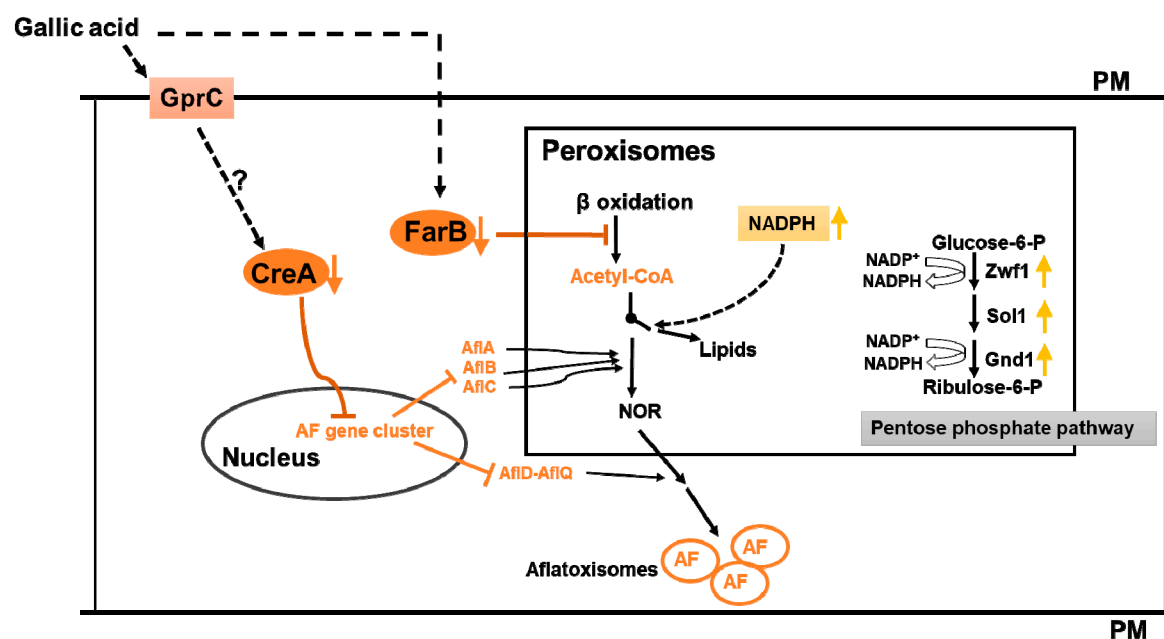 Gallic acid
PM
GprC
Peroxisomes
?
β oxidation
NADPH
FarB
Glucose-6-P
NADP⁺
Zwf1
NADPH
CreA
Acetyl-CoA
Sol1
NADP⁺
Gnd1
NADPH
Ribulose-6-P
AflA
AflB
AflC
Lipids
NOR
Pentose phosphate pathway
AF gene cluster
Nucleus
AflD-AflQ
Aflatoxisomes
AF
AF
AF
PM